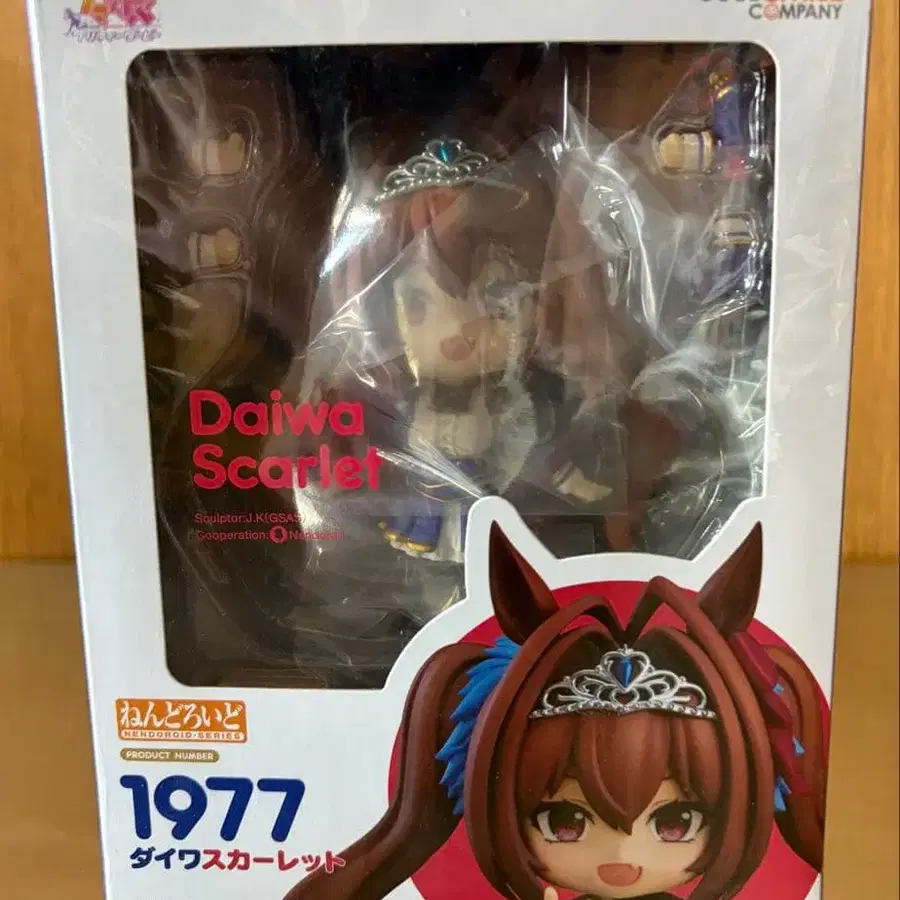 COMPANY
Daiwa
Scarlet
Sculptor:J.K(GSAS)
Cooperation: Nendoron
ねんどろいど
NENDOROID·SERIES
PRODUCT NUMBER
1977
ダイワスカーレット